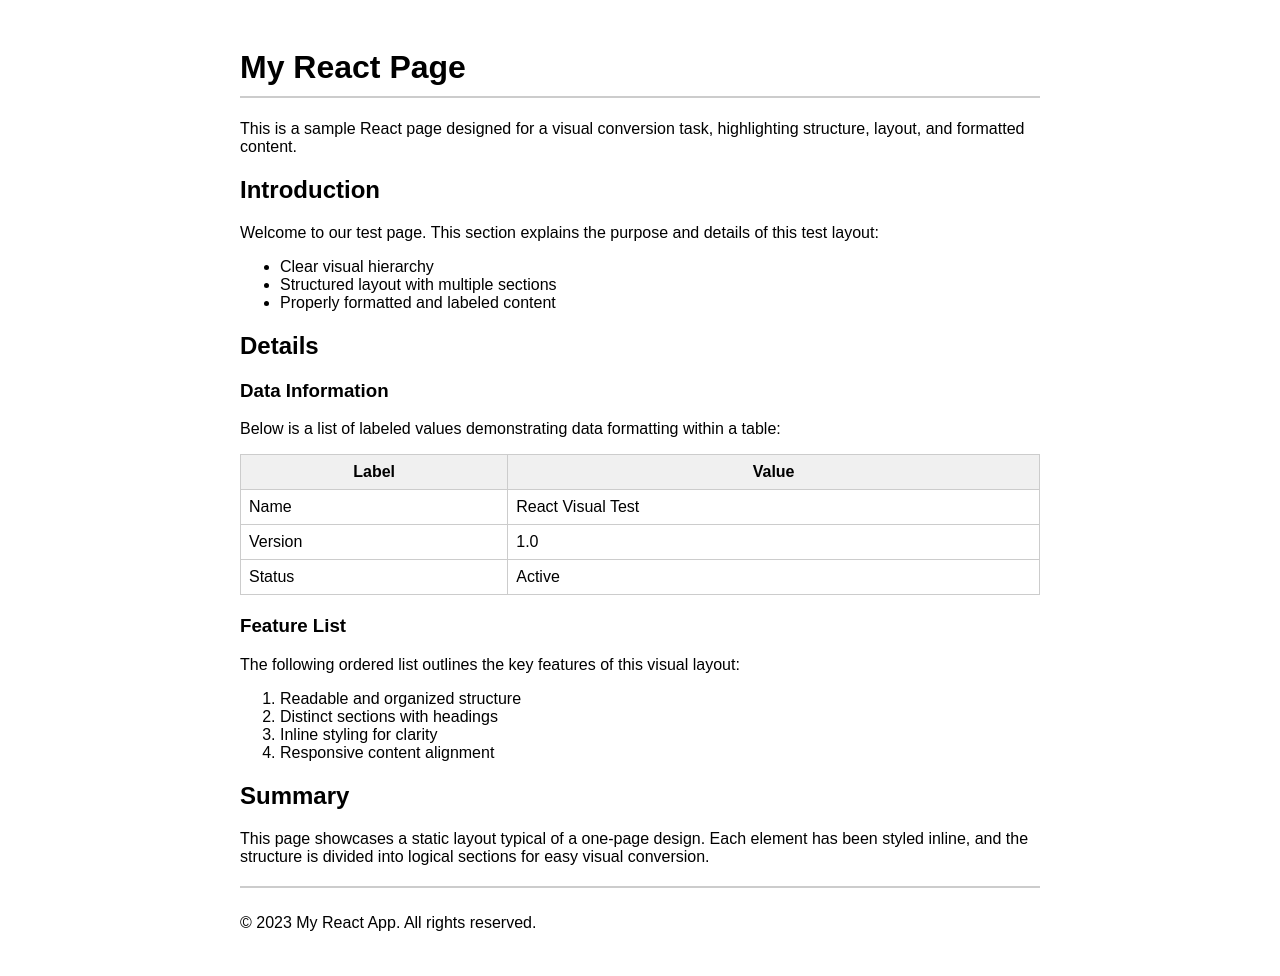 My React Page
This is a sample React page designed for a visual conversion task, highlighting structure, layout, and formatted
content.
Introduction
Welcome to our test page. This section explains the purpose and details of this test layout:
• Clear visual hierarchy
• Structured layout with multiple sections
• Properly formatted and labeled content
Details
Data Information
Below is a list of labeled values demonstrating data formatting within a table:
Label Value
Name React Visual Test
Version 1.0
Status Active
Feature List
The following ordered list outlines the key features of this visual layout:
1. Readable and organized structure
2. Distinct sections with headings
3. Inline styling for clarity
4. Responsive content alignment
Summary
This page showcases a static layout typical of a one-page design. Each element has been styled inline, and the
structure is divided into logical sections for easy visual conversion.
© 2023 My React App. All rights reserved.